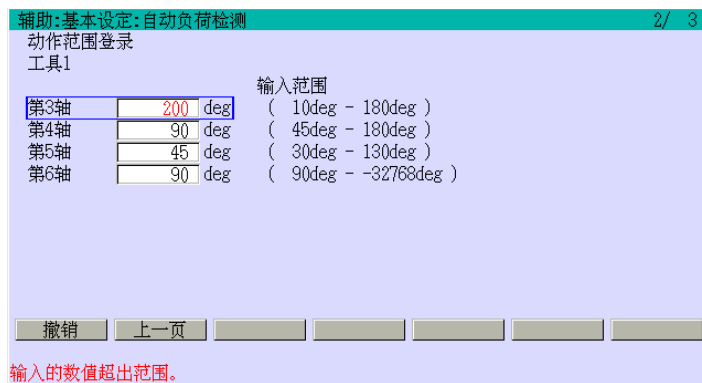 辅助:基本设定:自动负荷检测 2/ 3
动作范围登录
工具1
输入范围
第3轴 200 deg ( 10deg - 180deg )
第4轴 90 deg ( 45deg - 180deg )
第5轴 45 deg ( 30deg - 130deg )
第6轴 90 deg ( 90deg - -32768deg )
撤销 上一页
输入的数值超出范围。